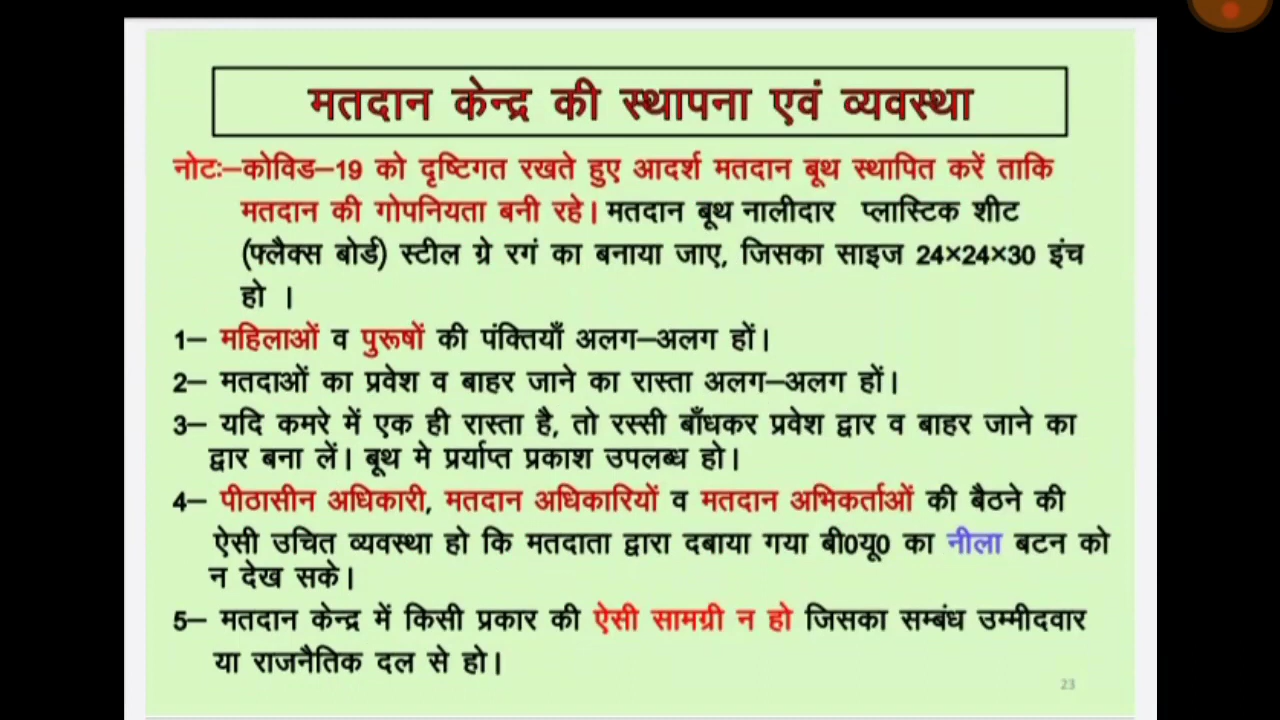 मतदान केन्द्र की स्थापना एवं व्यवस्था
नोटः–कोविड–19 को दृष्टिगत रखते हुए आदर्श मतदान बूथ स्थापित करें ताकि
मतदान की गोपनियता बनी रहे। मतदान बूथ नालीदार प्लास्टिक शीट
(फ्लैक्स बोर्ड) स्टील ग्रे रगं का बनाया जाए, जिसका साइज 24×24×30 इंच
हो ।
1– महिलाओं व पुरूषों की पंक्तियाँ अलग–अलग हों।
2– मतदाओं का प्रवेश व बाहर जाने का रास्ता अलग–अलग हों।
3– यदि कमरे में एक ही रास्ता है, तो रस्सी बाँधकर प्रवेश द्वार व बाहर जाने का
द्वार बना लें। बूथ मे प्रर्याप्त प्रकाश उपलब्ध हो।
4– पीठासीन अधिकारी, मतदान अधिकारियों व मतदान अभिकर्ताओं की बैठने की
ऐसी उचित व्यवस्था हो कि मतदाता द्वारा दबाया गया बी0यू0 का नीला बटन को
न देख सके।
5– मतदान केन्द्र में किसी प्रकार की ऐसी सामग्री न हो जिसका सम्बंध उम्मीदवार
या राजनैतिक दल से हो।
23